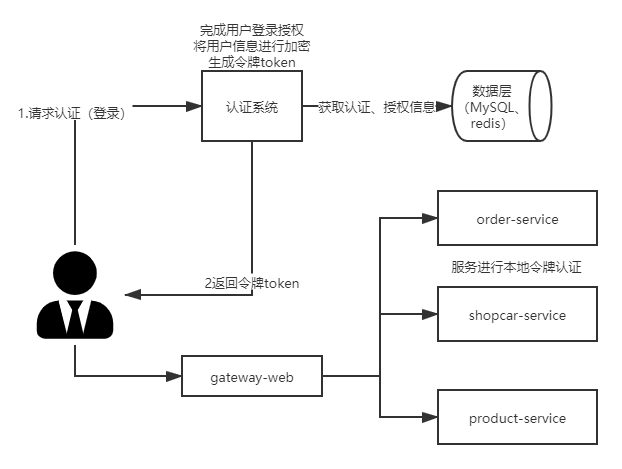 完成用户登录授权
将用户信息进行加密
生成令牌token
1.请求认证（登录）
认证系统
获取认证、授权信息
数据层
（MySQL、
redis）
order-service
服务进行本地令牌认证
2返回令牌token
shopcar-service
gateway-web
product-service